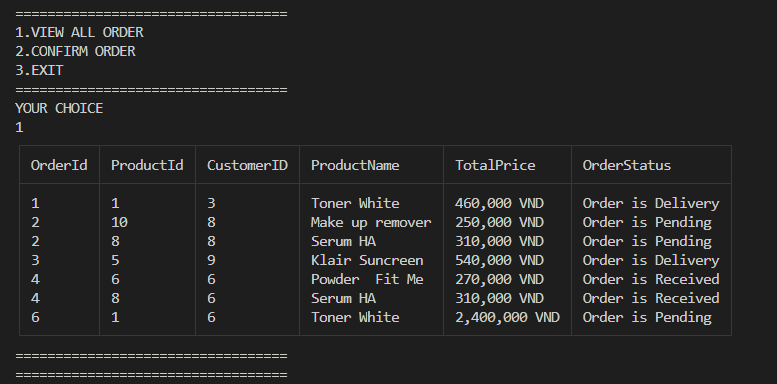 ==================================
1.VIEW ALL ORDER
2.CONFIRM ORDER
3.EXIT
==================================
YOUR CHOICE
1
OrderId ProductId CustomerID ProductName TotalPrice OrderStatus
1 1 3 Toner White 460,000 VND Order is Delivery
2 10 8 Make up remover 250,000 VND Order is Pending
2 8 8 Serum HA 310,000 VND Order is Pending
3 5 9 Klair Suncreen 540,000 VND Order is Delivery
4 6 6 Powder  Fit Me 270,000 VND Order is Received
4 8 6 Serum HA 310,000 VND Order is Received
6 1 6 Toner White 2,400,000 VND Order is Pending
==================================
==================================